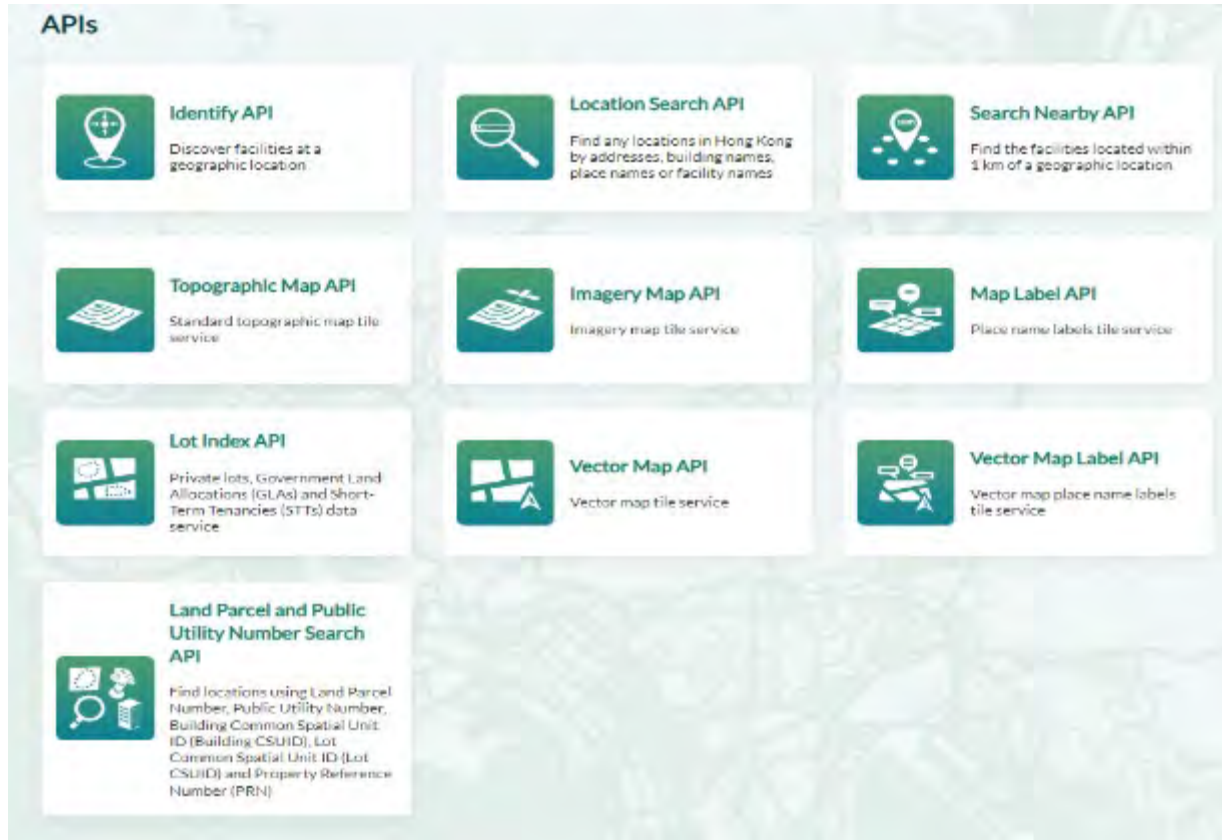 APIs
Identify API
Discover facilities at a
geographic location
Location Search API
Find any locations in Hong Kong
by addresses, building names,
place names or facility names
Search Nearby API
Find the facilities located within
1 km of a geographic location
Topographic Map API
Standard topographic map tile
service
Imagery Map API
Imagery map tile service
Map Label API
Place name labels tile service
Lot Index API
Private lots, Government Land
Allocations (GLAs) and Short-
Term Tenancies (STTs) data
service
Vector Map API
Vector map tile service
Vector Map Label API
Vector map place name labels
tile service
Land Parcel and Public
Utility Number Search
API
Find locations using Land Parcel
Number, Public Utility Number,
Building Common Spatial Unit
ID (Building CSUID), Lot
Common Spatial Unit ID (Lot
CSUID) and Property Reference
Number (PRN)